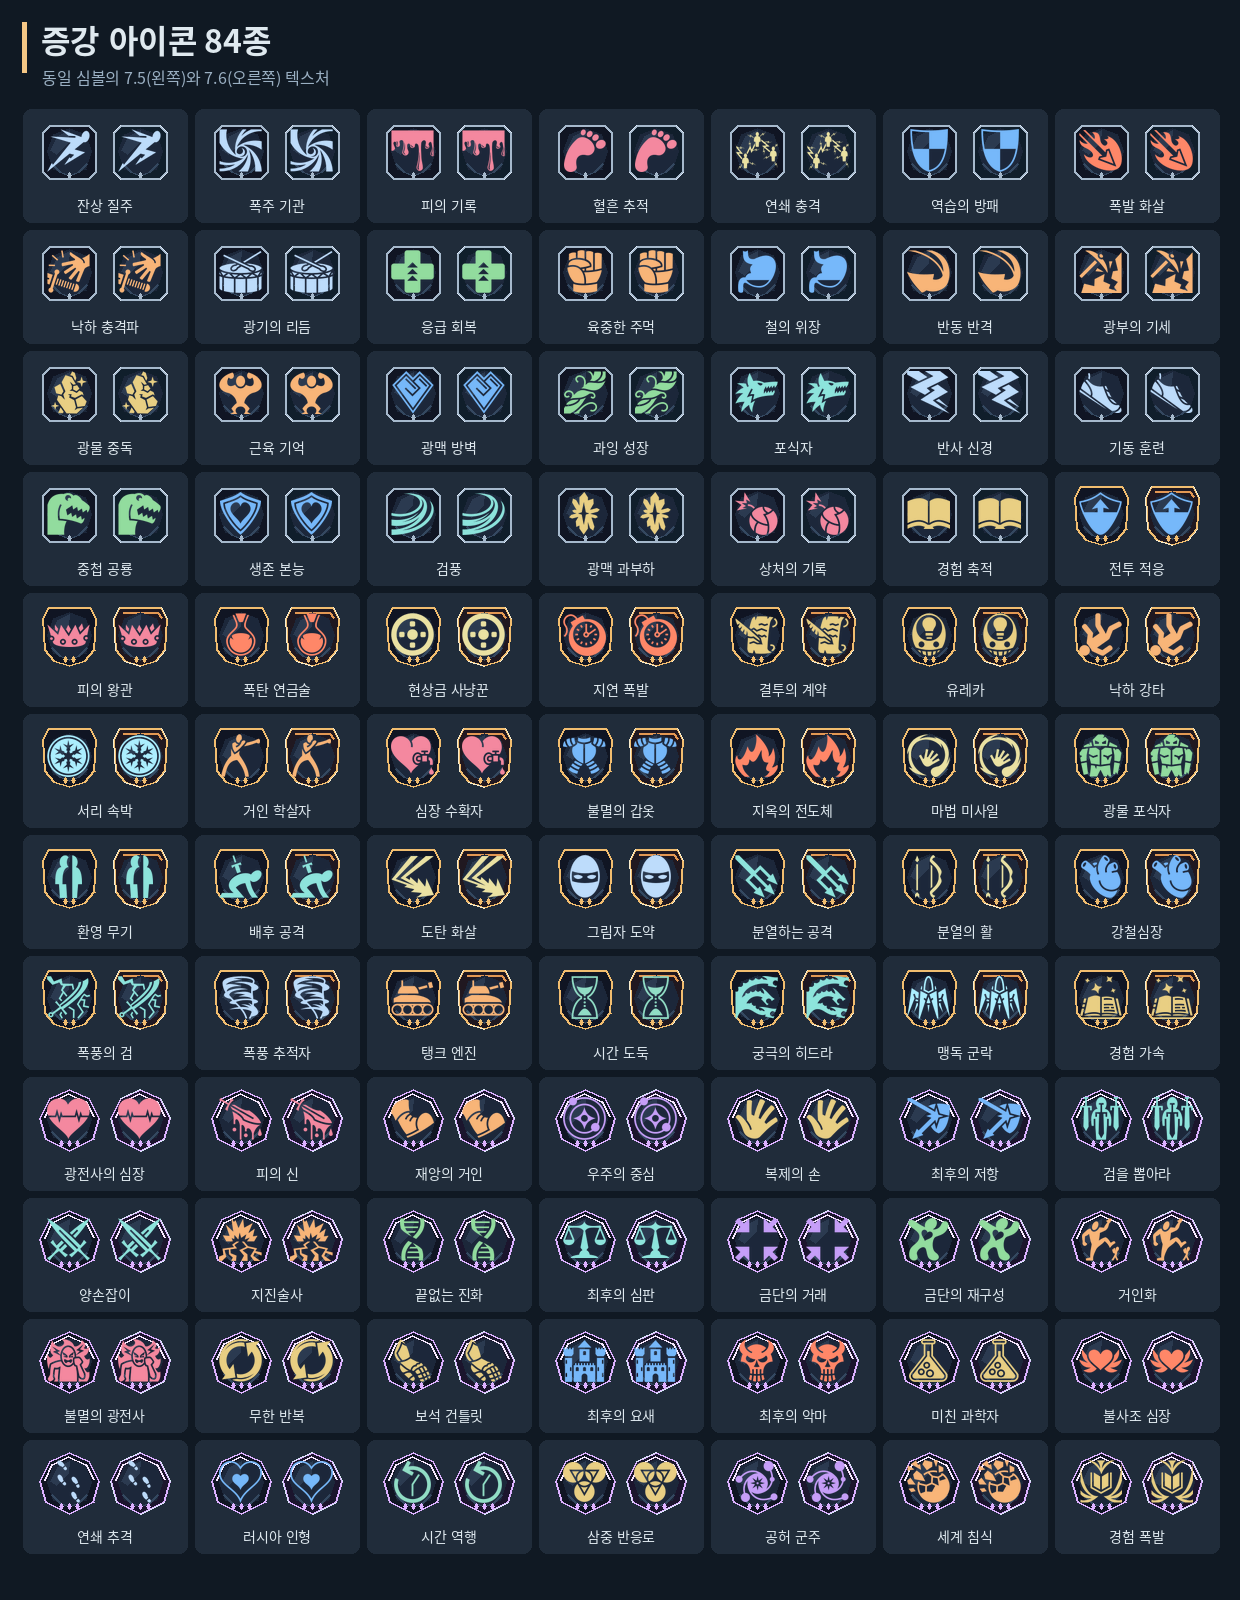 증강 아이콘 84종
동일 심볼의 7.5(왼쪽)와 7.6(오른쪽) 텍스처
잔상 질주 폭주 기관 피의 기록 혈흔 추적 연쇄 충격 역습의 방패 폭발 화살
낙하 충격파 광기의 리듬 응급 회복 육중한 주먹 철의 위장 반동 반격 광부의 기세
광물 중독 근육 기억 광맥 방벽 과잉 성장 포식자 반사 신경 기동 훈련
중첩 공룡 생존 본능 검풍 광맥 과부하 상처의 기록 경험 축적 전투 적응
피의 왕관 폭탄 연금술 현상금 사냥꾼 지연 폭발 결투의 계약 유레카 낙하 강타
서리 속박 거인 학살자 심장 수확자 불멸의 갑옷 지옥의 전도체 마법 미사일 광물 포식자
환영 무기 배후 공격 도탄 화살 그림자 도약 분열하는 공격 분열의 활 강철심장
폭풍의 검 폭풍 추적자 탱크 엔진 시간 도둑 궁극의 히드라 맹독 군락 경험 가속
광전사의 심장 피의 신 재앙의 거인 우주의 중심 복제의 손 최후의 저항 검을 뽑아라
양손잡이 지진술사 끝없는 진화 최후의 심판 금단의 거래 금단의 재구성 거인화
불멸의 광전사 무한 반복 보석 건틀릿 최후의 요새 최후의 악마 미친 과학자 불사조 심장
연쇄 추격 러시아 인형 시간 역행 삼중 반응로 공허 군주 세계 침식 경험 폭발